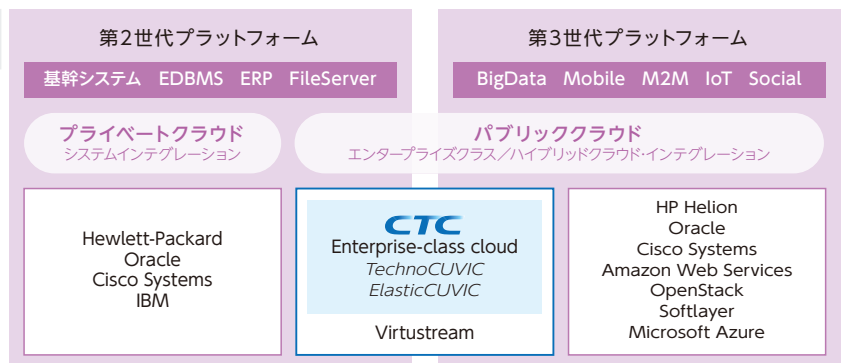 第2世代プラットフォーム
基幹システム EDBMS ERP FileServer
第3世代プラットフォーム
BigData Mobile M2M IoT Social
プライベートクラウド
システムインテグレーション
パブリッククラウド
エンタープライズクラス／ハイブリッドクラウド・インテグレーション
Hewlett-Packard
Oracle
Cisco Systems
IBM
CTC
Enterprise-class cloud
TechnoCUVIC
ElasticCUVIC
Virtustream
HP Helion
Oracle
Cisco Systems
Amazon Web Services
OpenStack
Softlayer
Microsoft Azure